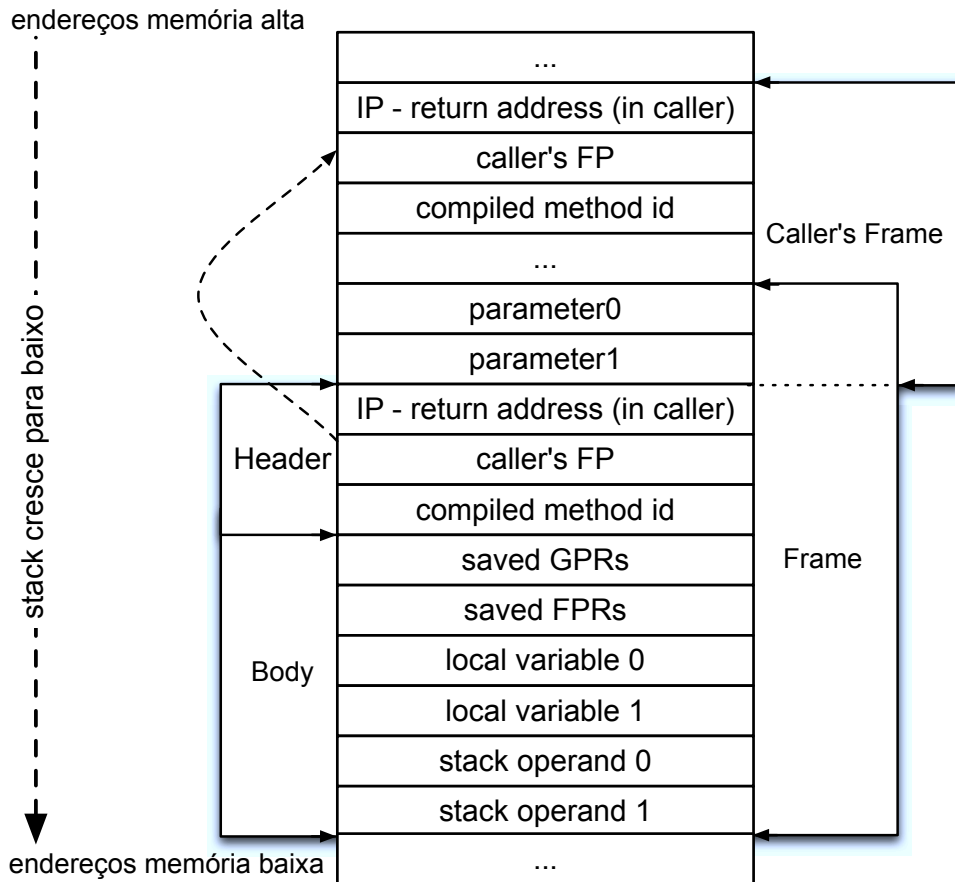 endereços memória alta
...
IP - return address (in caller)
caller's FP
compiled method id
Caller's Frame
...
parameter0
parameter1
stack cresce para baixo
IP - return address (in caller)
Header
caller's FP
compiled method id
saved GPRs
Frame
saved FPRs
local variable 0
Body
local variable 1
stack operand 0
stack operand 1
endereços memória baixa
...